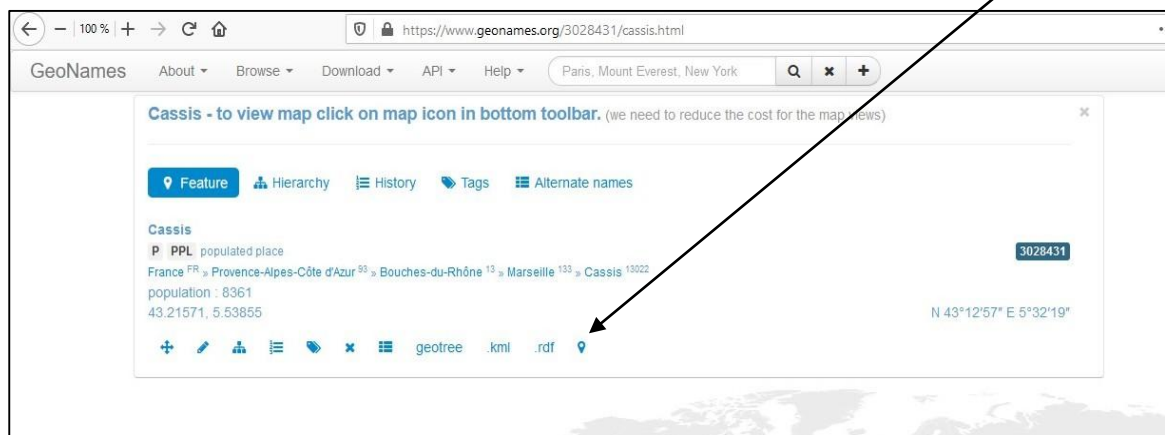 100 % https://www.geonames.org/3028431/cassis.html
GeoNames About Browse Download API Help Paris, Mount Everest, New York
Cassis - to view map click on map icon in bottom toolbar. (we need to reduce the cost for the map views) ×
Feature Hierarchy History Tags Alternate names
Cassis
P PPL populated place 3028431
France FR » Provence-Alpes-Côte d'Azur 93 » Bouches-du-Rhône 13 » Marseille 133 » Cassis 13022
population : 8361
43.21571, 5.53855 N 43°12'57" E 5°32'19"
geotree .kml .rdf